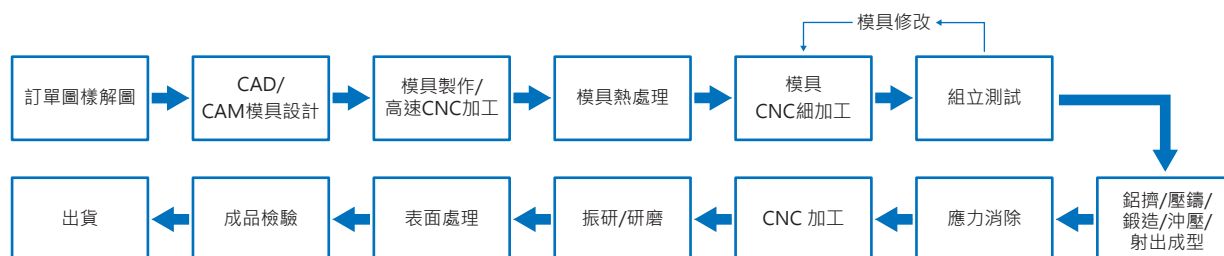 模具修改
訂單圖樣解圖
CAD/
CAM模具設計
模具製作/
高速CNC加工
模具熱處理
模具
CNC細加工
組立測試
鋁擠/壓鑄/
鍛造/沖壓/
射出成型
應力消除
CNC 加工
振研/研磨
表面處理
成品檢驗
出貨